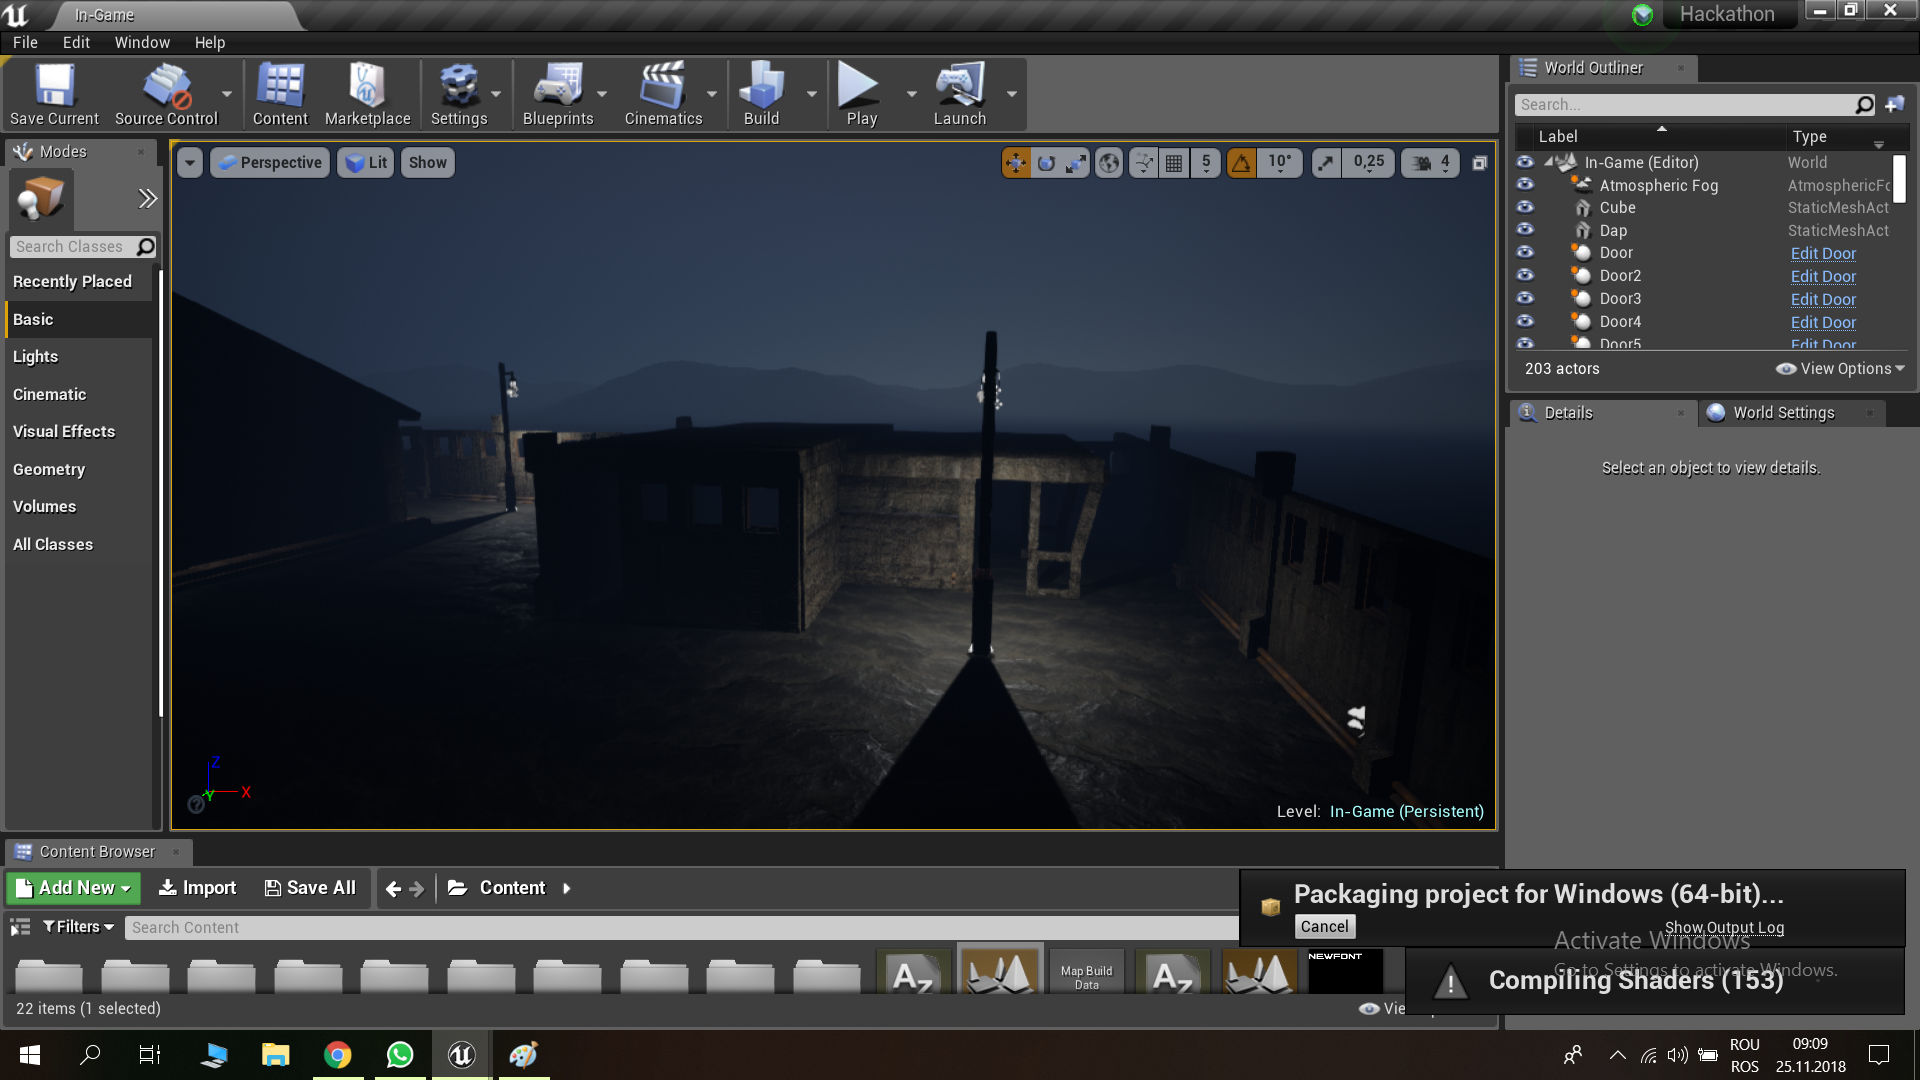 In-Game
Hackathon
File Edit Window Help
Save Current
Source Control
Content
Marketplace
Settings
Blueprints
Cinematics
Build
Play
Launch
Modes
Search Classes
Recently Placed
Basic
Lights
Cinematic
Visual Effects
Geometry
Volumes
All Classes
Perspective
Lit
Show
5
10°
0,25
4
Z
X
Y
Level: In-Game (Persistent)
World Outliner
Search...
Label Type
In-Game (Editor) World
Atmospheric Fog AtmosphericFc
Cube StaticMeshAct
Dap StaticMeshAct
Door Edit Door
Door2 Edit Door
Door3 Edit Door
Door4 Edit Door
Door5 Edit Door
203 actors
View Options
Details
World Settings
Select an object to view details.
Content Browser
Add New
Import
Save All
Content
Filters
Search Content
Map Build
Data
NEWFONT
22 items (1 selected)
Packaging project for Windows (64-bit)...
Cancel
Show Output Log
Activate Windows
Go to Settings to activate Windows.
Compiling Shaders (153)
ROU
ROS
09:09
25.11.2018